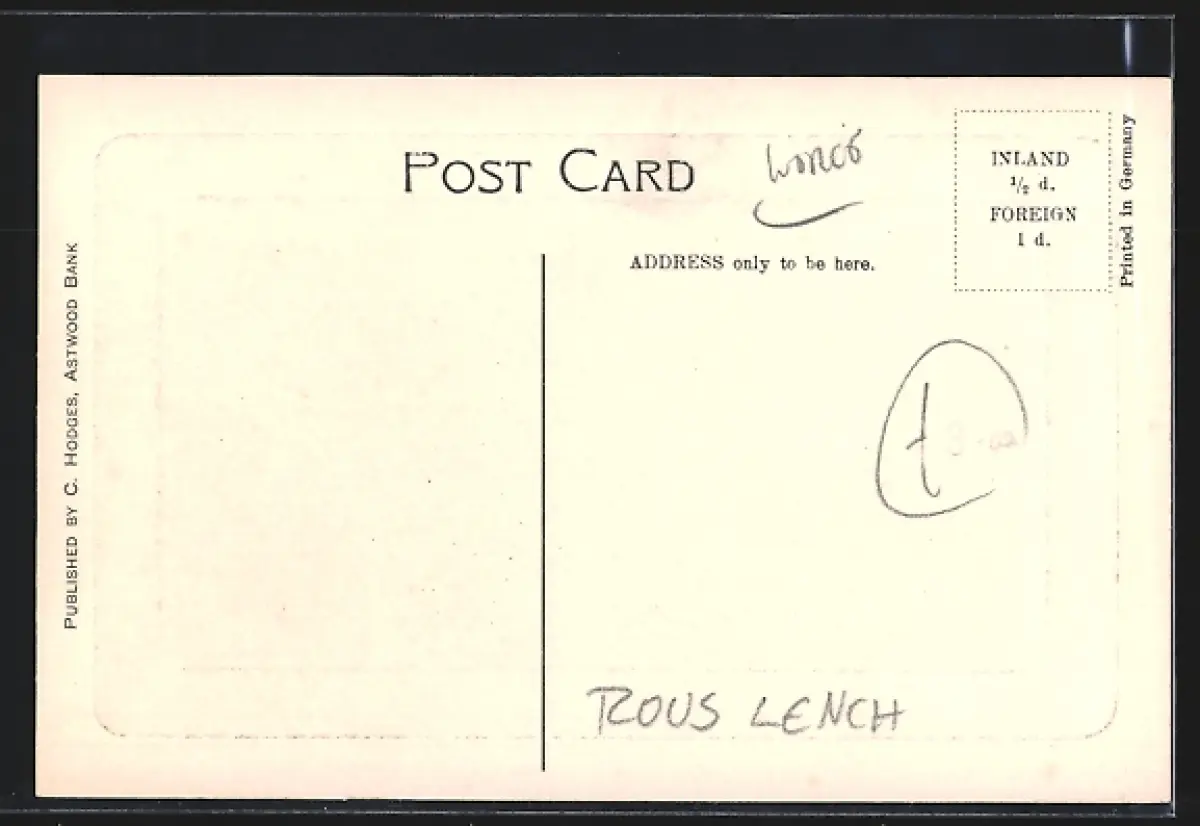 POST CARD
Worcs
INLAND
½ d.
FOREIGN
1 d.
Printed in Germany
ADDRESS only to be here.
PUBLISHED BY C. HODGES, ASTWOOD BANK
ROUS LENCH